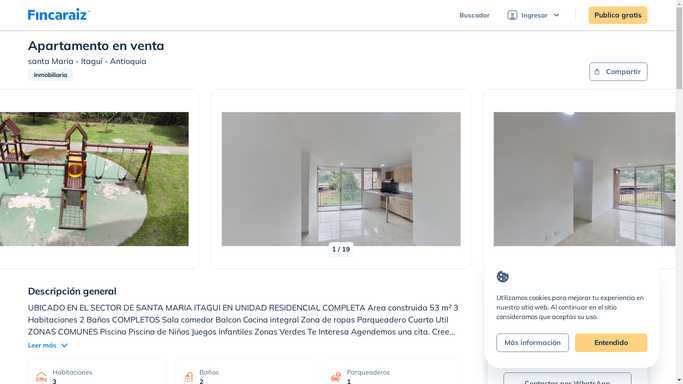 Fincaraiz
Buscador
Ingresar
Publica gratis
Apartamento en venta
santa Maria - Itaguí - Antioquia
Inmobiliaria
Compartir
1 / 19
Descripción general
UBICADO EN EL SECTOR DE SANTA MARIA ITAGUI EN UNIDAD RESIDENCIAL COMPLETA Area construida 53 m² 3
Habitaciones 2 Baños COMPLETOS Sala comedor Balcon Cocina integral Zona de ropas Parqueadero Cuarto Util
ZONAS COMUNES Piscina Piscina de Niños Juegos Infantiles Zonas Verdes Te Interesa Agendemos una cita. Cree...
Leer más
Habitaciones
3
Baños
2
Parqueaderos
1
Utilizamos cookies para mejorar tu experiencia en
nuestro sitio web. Al continuar en el sitio
consideramos que aceptas su uso.
Más información
Entendido
Contactar por WhatsApp